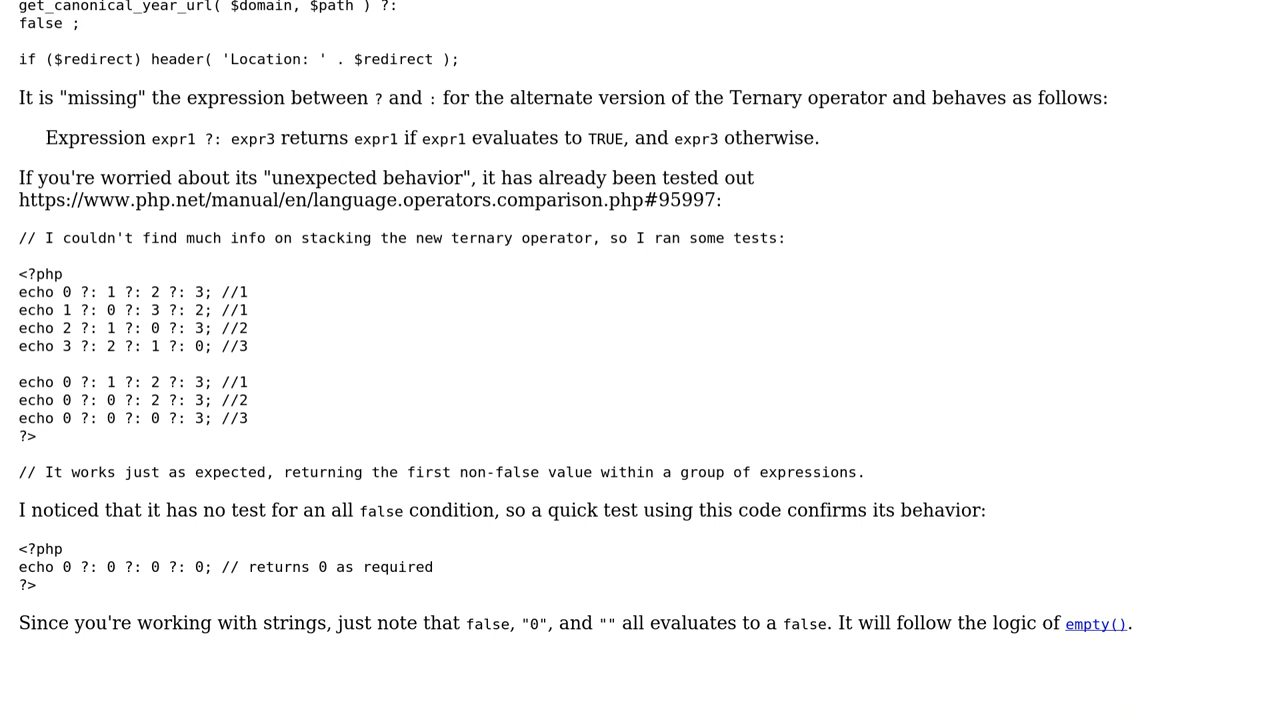 get_canonical_year_url( $domain, $path ) ?:
false ;
if ($redirect) header( 'Location: ' . $redirect );
It is "missing" the expression between ? and : for the alternate version of the Ternary operator and behaves as follows:
Expression expr1 ?: expr3 returns expr1 if expr1 evaluates to TRUE, and expr3 otherwise.
If you're worried about its "unexpected behavior", it has already been tested out
https://www.php.net/manual/en/language.operators.comparison.php#95997:
// I couldn't find much info on stacking the new ternary operator, so I ran some tests:
<?php
echo 0 ?: 1 ?: 2 ?: 3; //1
echo 1 ?: 0 ?: 3 ?: 2; //1
echo 2 ?: 1 ?: 0 ?: 3; //2
echo 3 ?: 2 ?: 1 ?: 0; //3
echo 0 ?: 1 ?: 2 ?: 3; //1
echo 0 ?: 0 ?: 2 ?: 3; //2
echo 0 ?: 0 ?: 0 ?: 3; //3
?>
// It works just as expected, returning the first non-false value within a group of expressions.
I noticed that it has no test for an all false condition, so a quick test using this code confirms its behavior:
<?php
echo 0 ?: 0 ?: 0 ?: 0; // returns 0 as required
?>
Since you're working with strings, just note that false, "0", and "" all evaluates to a false. It will follow the logic of empty().